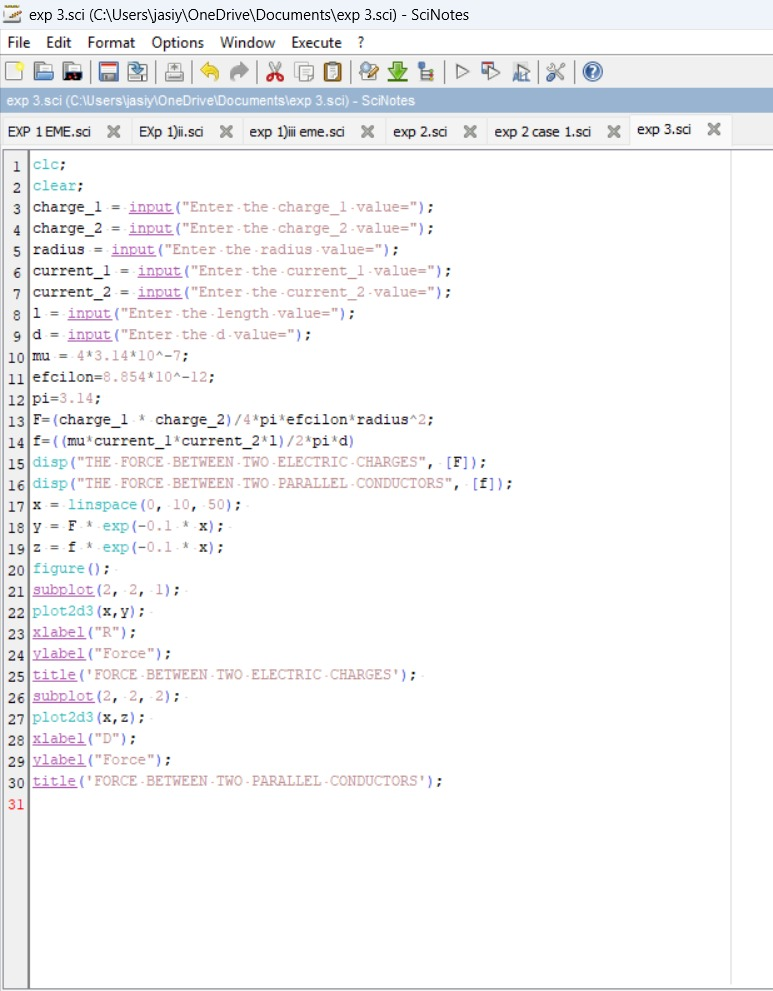 exp 3.sci (C:\Users\jasiy\OneDrive\Documents\exp 3.sci) - SciNotes
File Edit Format Options Window Execute ?
exp 3.sci (C:\Users\jasiy\OneDrive\Documents\exp 3.sci) - SciNotes
EXP 1 EME.sci EXp 1)ii.sci exp 1)iii eme.sci exp 2.sci exp 2 case 1.sci exp 3.sci
1 clc;
2 clear;
3 charge_1 = input("Enter the charge_1 value=");
4 charge_2 = input("Enter the charge_2 value=");
5 radius = input("Enter the radius value=");
6 current_1 = input("Enter the current_1 value=");
7 current_2 = input("Enter the current_2 value=");
8 l = input("Enter the length value=");
9 d = input("Enter the d value=");
10 mu = 4*3.14*10^-7;
11 efcilon=8.854*10^-12;
12 pi=3.14;
13 F=(charge_1 * charge_2)/4*pi*efcilon*radius^2;
14 f=((mu*current_1*current_2*l)/2*pi*d)
15 disp("THE FORCE BETWEEN TWO ELECTRIC CHARGES", [F]);
16 disp("THE FORCE BETWEEN TWO PARALLEL CONDUCTORS", [f]);
17 x = linspace(0, 10, 50);
18 y = F * exp(-0.1 * x);
19 z = f * exp(-0.1 * x);
20 figure();
21 subplot(2, 2, 1);
22 plot2d3(x,y);
23 xlabel("R");
24 ylabel("Force");
25 title('FORCE BETWEEN TWO ELECTRIC CHARGES');
26 subplot(2, 2, 2);
27 plot2d3(x,z);
28 xlabel("D");
29 ylabel("Force");
30 title('FORCE BETWEEN TWO PARALLEL CONDUCTORS');
31